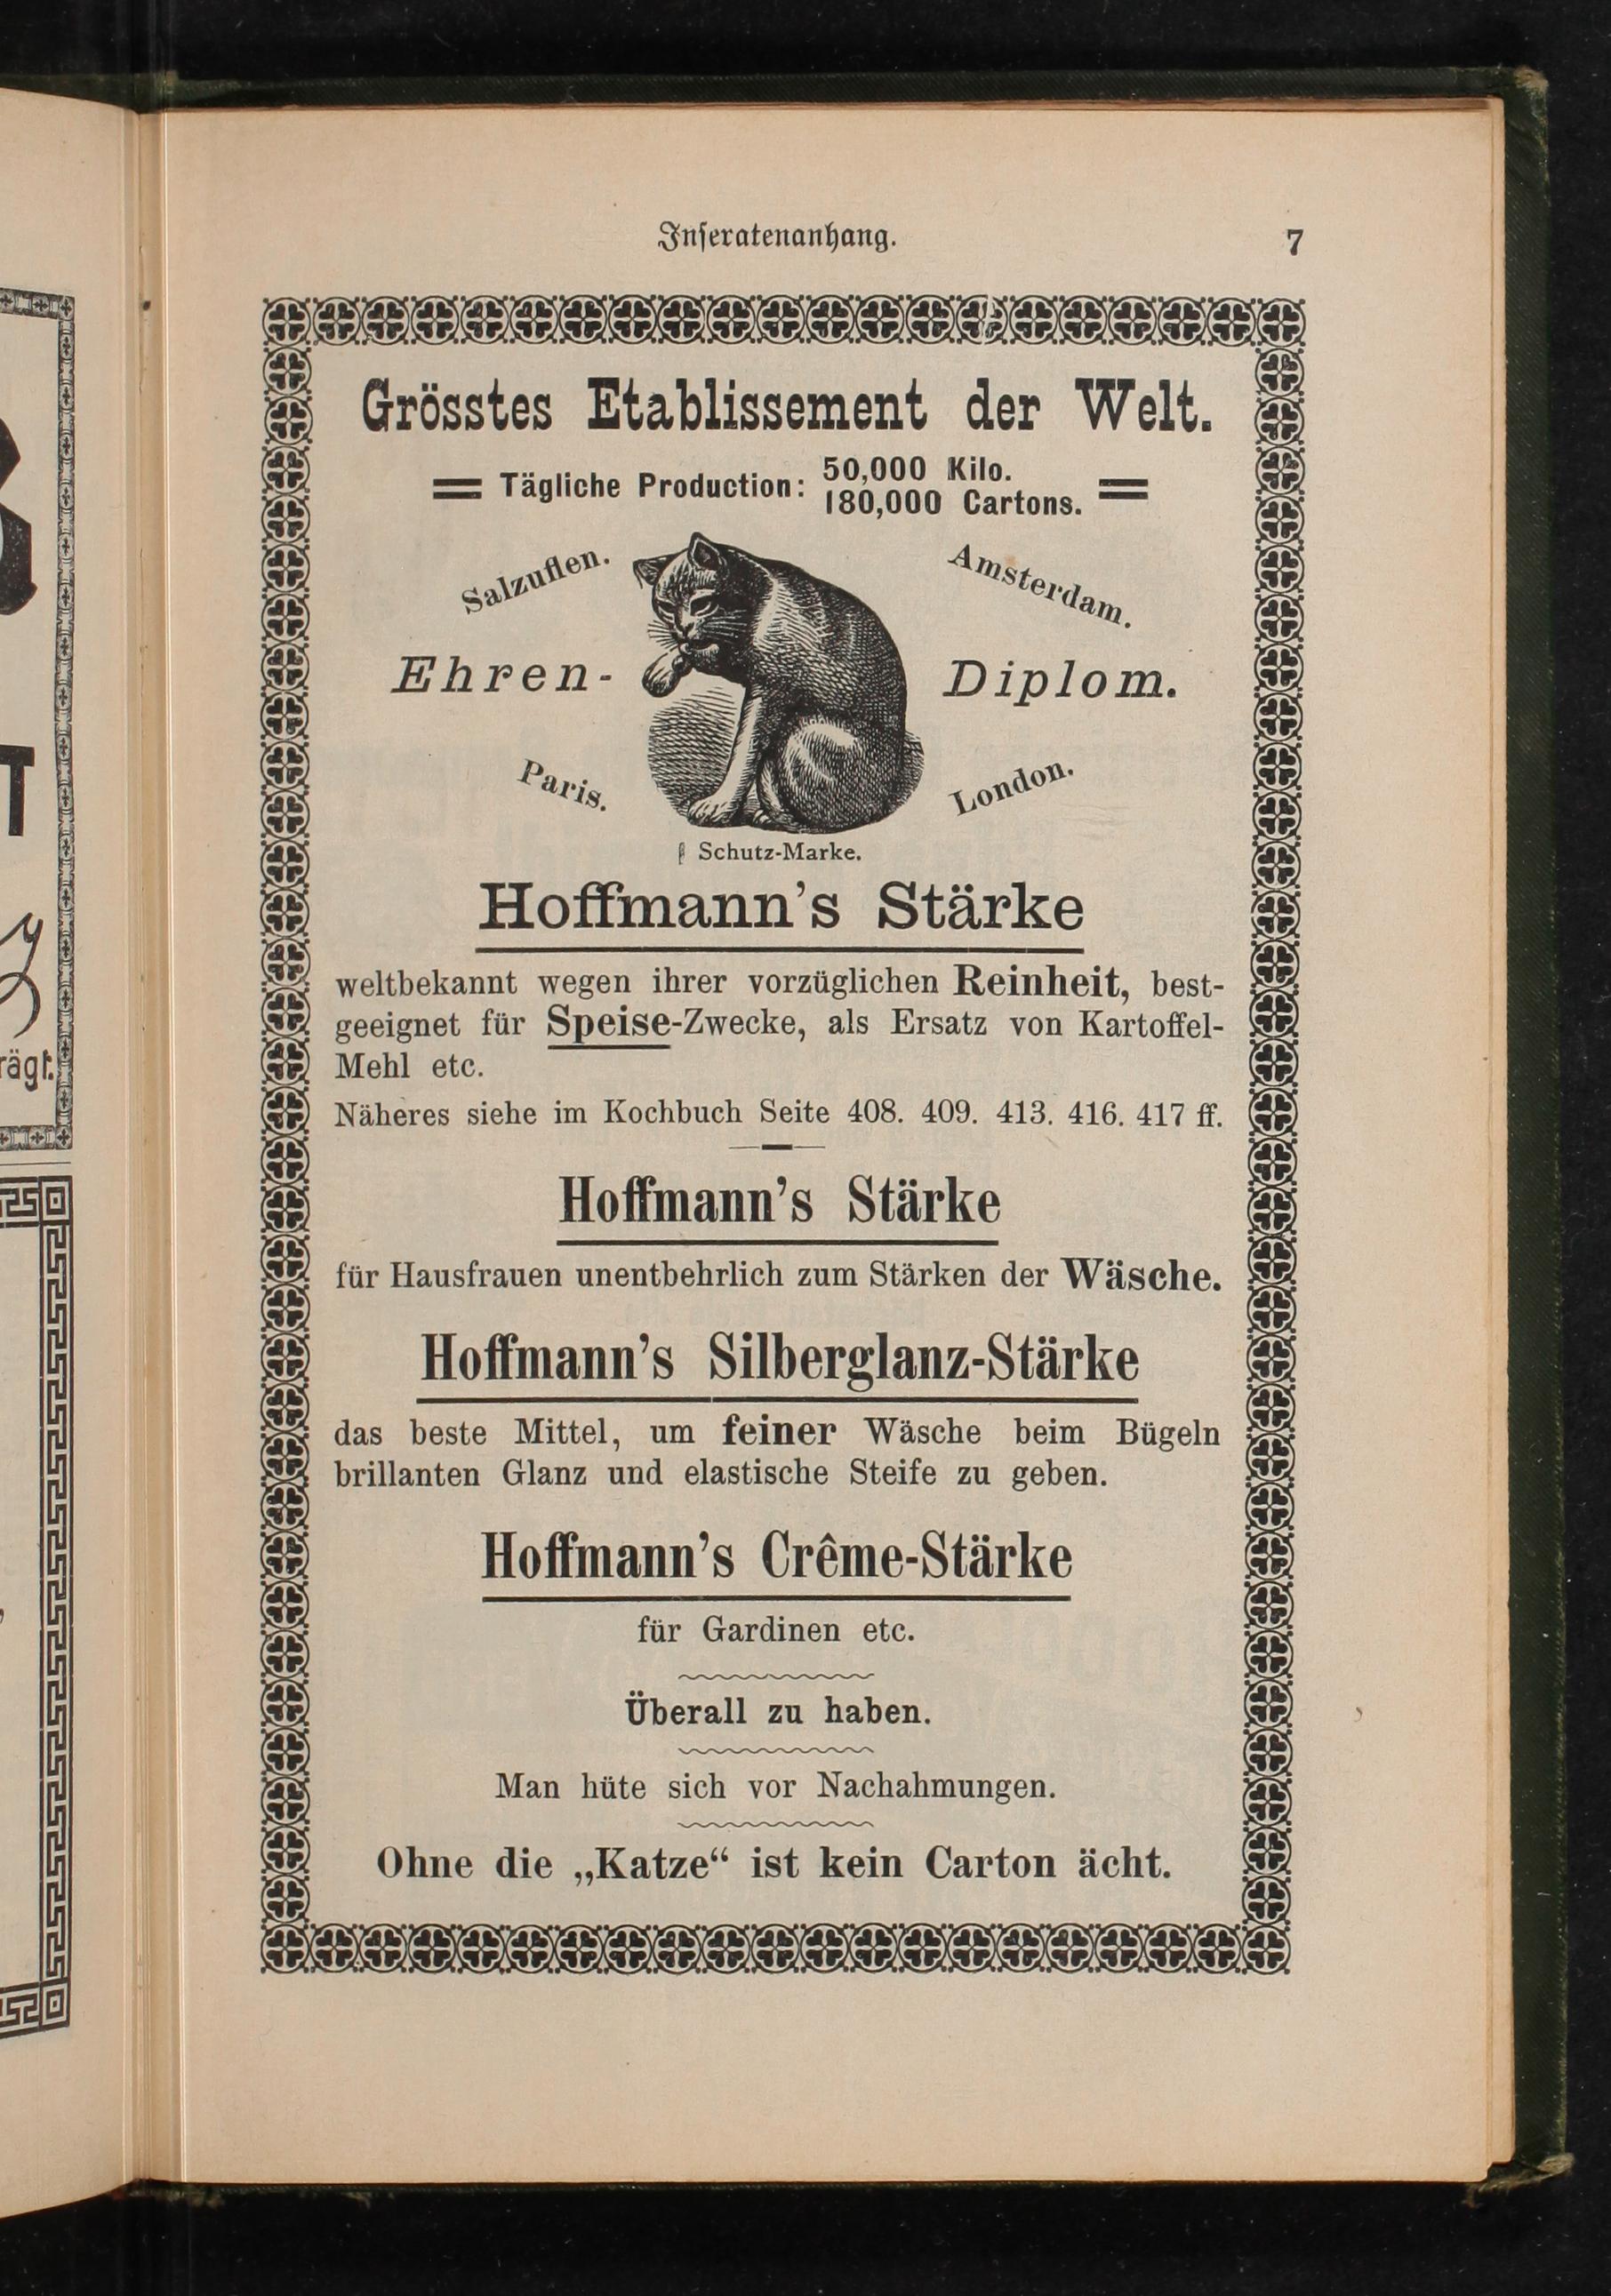 Inseratenanhang. 7
Grösstes Etablissement der Welt.
Tägliche Production: 50,000 Kilo.
180,000 Cartons.
Salzuflen. Amsterdam.
Ehren- Diplom.
Paris. London.
Schutz-Marke.
Hoffmann's Stärke
weltbekannt wegen ihrer vorzüglichen Reinheit, best-
geeignet für Speise-Zwecke, als Ersatz von Kartoffel-
Mehl etc.
Näheres siehe im Kochbuch Seite 408. 409. 413. 416. 417 ff.
Hoffmann's Stärke
für Hausfrauen unentbehrlich zum Stärken der Wäsche.
Hoffmann's Silberglanz-Stärke
das beste Mittel, um feiner Wäsche beim Bügeln
brillanten Glanz und elastische Steife zu geben.
Hoffmann's Crême-Stärke
für Gardinen etc.
Überall zu haben.
Man hüte sich vor Nachahmungen.
Ohne die „Katze“ ist kein Carton ächt.